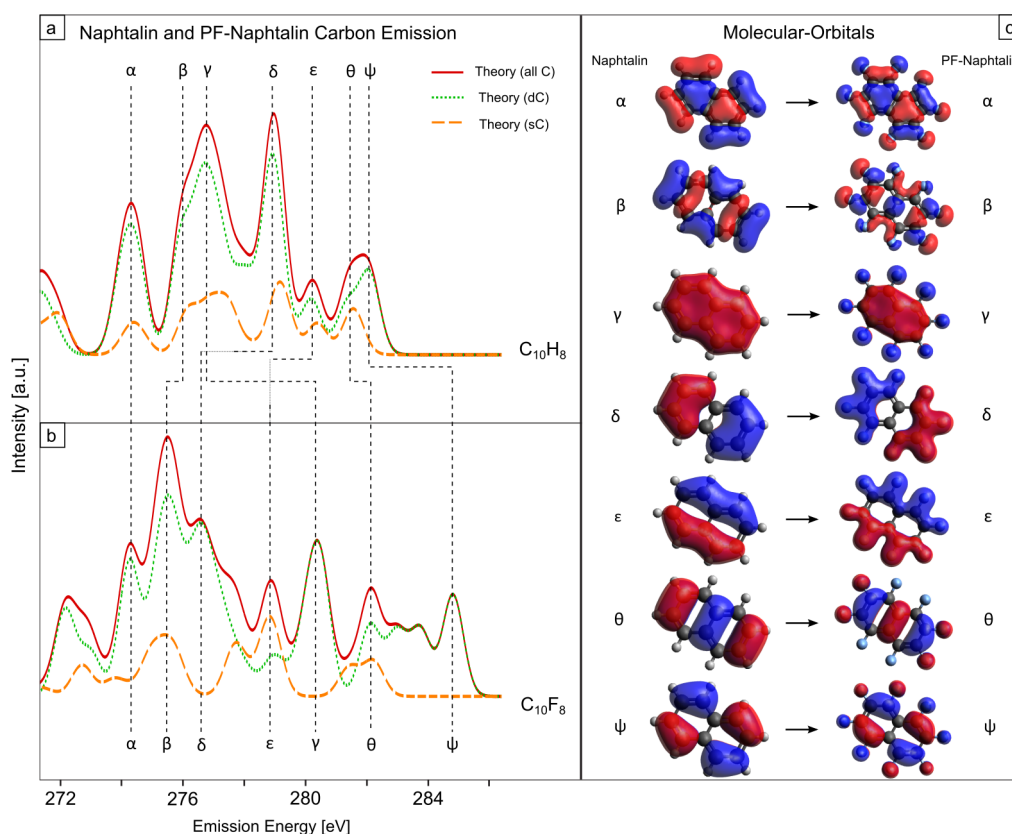 a
Naphtalin and PF-Naphtalin Carbon Emission
α β γ δ ε θ ψ
Theory (all C)
Theory (dC)
Theory (sC)
C10H8
Intensity [a.u.]
b
C10F8
α β δ ε γ θ ψ
272 276 280 284
Emission Energy [eV]
c
Molecular-Orbitals
Naphtalin PF-Naphtali
α α
β β
γ γ
δ δ
ε ε
θ θ
ψ ψ